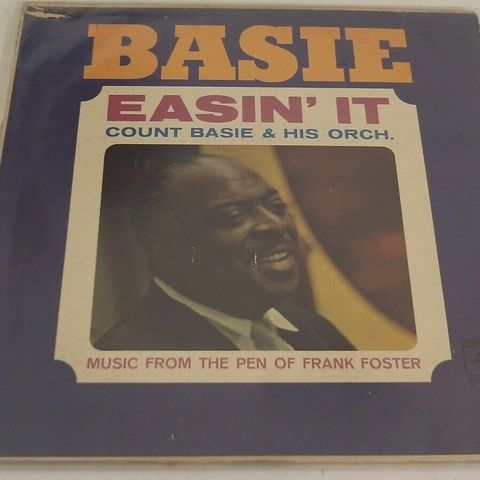 BASIE
EASIN' IT
COUNT BASIE & HIS ORCH.
MUSIC FROM THE PEN OF FRANK FOSTER